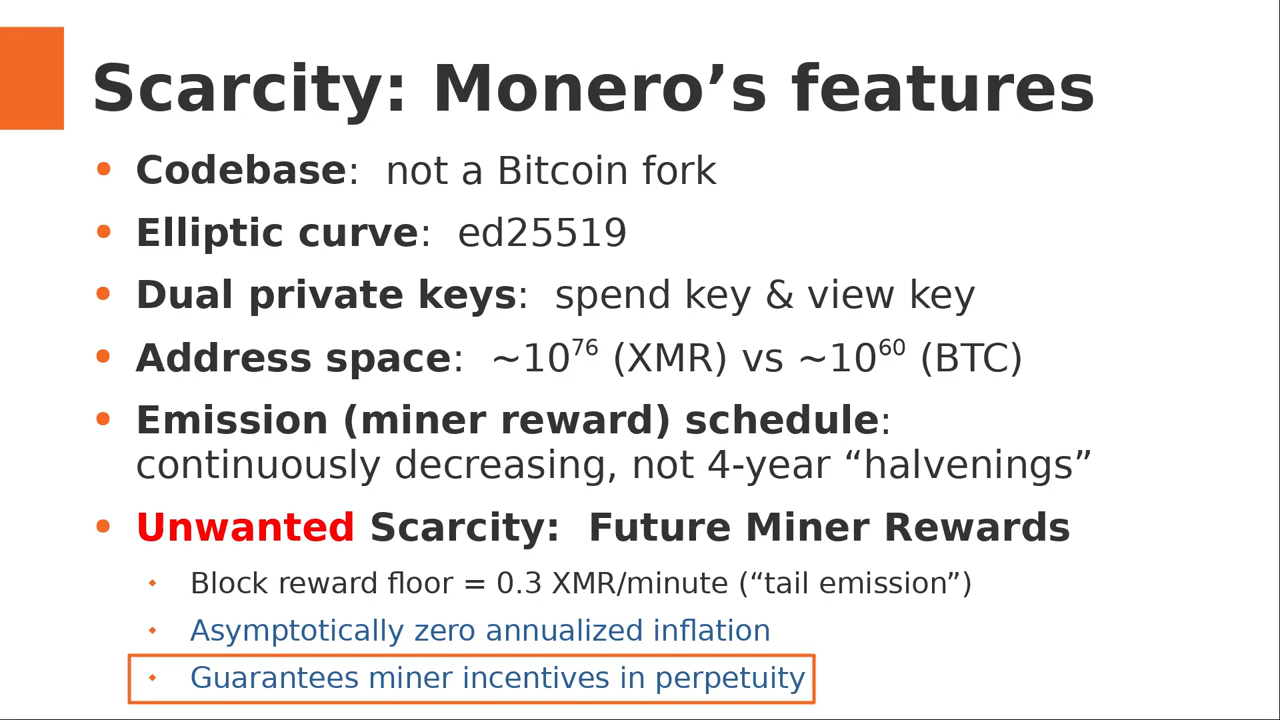 Scarcity: Monero’s features
• Codebase: not a Bitcoin fork
• Elliptic curve: ed25519
• Dual private keys: spend key & view key
• Address space: ~10⁷⁶ (XMR) vs ~10⁶⁰ (BTC)
• Emission (miner reward) schedule:
continuously decreasing, not 4-year “halvenings”
• Unwanted Scarcity: Future Miner Rewards
⬩ Block reward floor = 0.3 XMR/minute (“tail emission”)
⬩ Asymptotically zero annualized inflation
⬩ Guarantees miner incentives in perpetuity